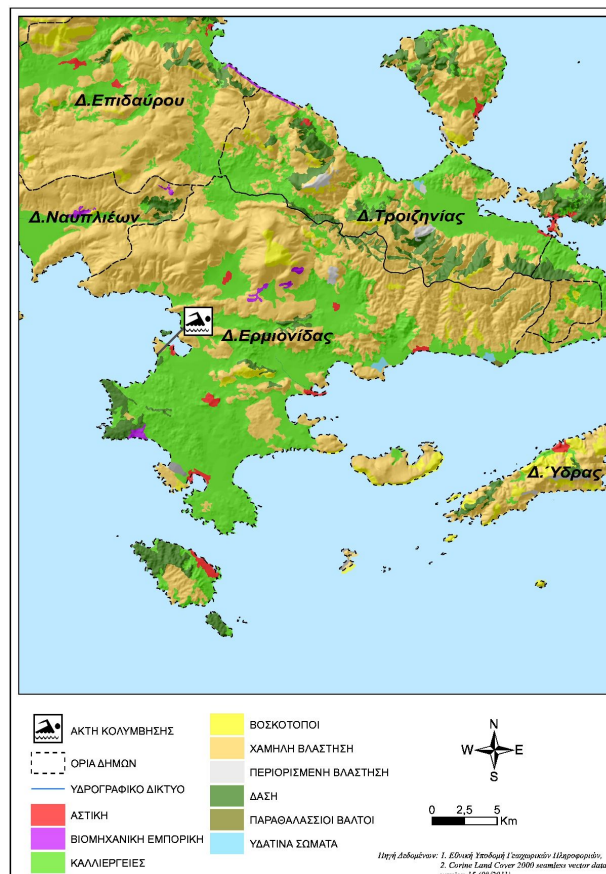 Δ.Επιδαύρου
Δ.Ναυπλιέων
Δ.Τροιζηνίας
Δ.Ερμιονίδας
Δ. Ύδρας
ΑΚΤΗ ΚΟΛΥΜΒΗΣΗΣ
ΟΡΙΑ ΔΗΜΩΝ
ΥΔΡΟΓΡΑΦΙΚΟ ΔΙΚΤΥΟ
ΑΣΤΙΚΗ
ΒΙΟΜΗΧΑΝΙΚΗ ΕΜΠΟΡΙΚΗ
ΚΑΛΛΙΕΡΓΕΙΕΣ
ΒΟΣΚΟΤΟΠΟΙ
ΧΑΜΗΛΗ ΒΛΑΣΤΗΣΗ
ΠΕΡΙΟΡΙΣΜΕΝΗ ΒΛΑΣΤΗΣΗ
ΔΑΣΗ
ΠΑΡΑΘΑΛΑΣΣΙΟΙ ΒΑΛΤΟΙ
ΥΔΑΤΙΝΑ ΣΩΜΑΤΑ
N
W E
S
0 2,5 5
Km
Πηγή Δεδομένων: 1. Εθνική Υποδομή Γεωχωρικών Πληροφοριών,
2. Corine Land Cover 2000 seamless vector data